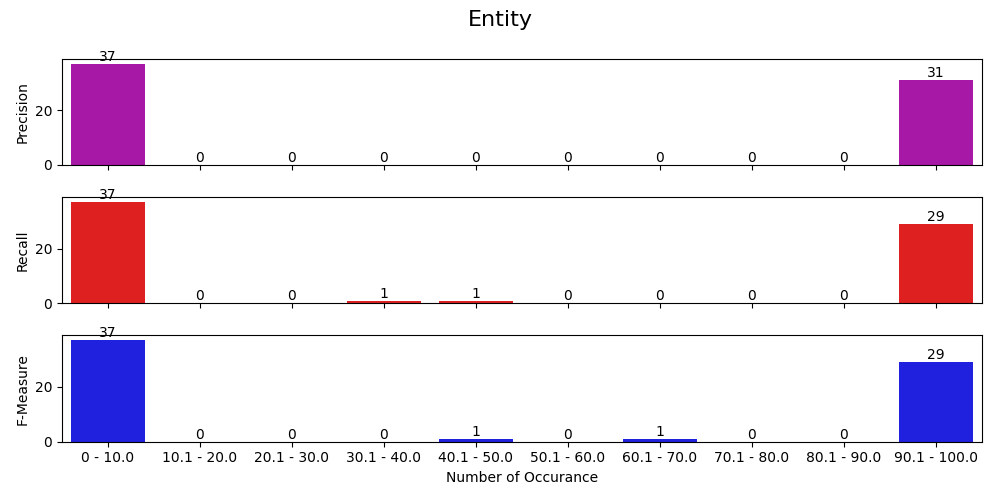 Entity
37 0 0 0 0 0 0 0 0 31
Precision
20
0
37 0 0 1 1 0 0 0 0 29
Recall
20
0
37 0 0 0 1 0 1 0 0 29
F-Measure
20
0
0 - 10.0 10.1 - 20.0 20.1 - 30.0 30.1 - 40.0 40.1 - 50.0 50.1 - 60.0 60.1 - 70.0 70.1 - 80.0 80.1 - 90.0 90.1 - 100.0
Number of Occurance